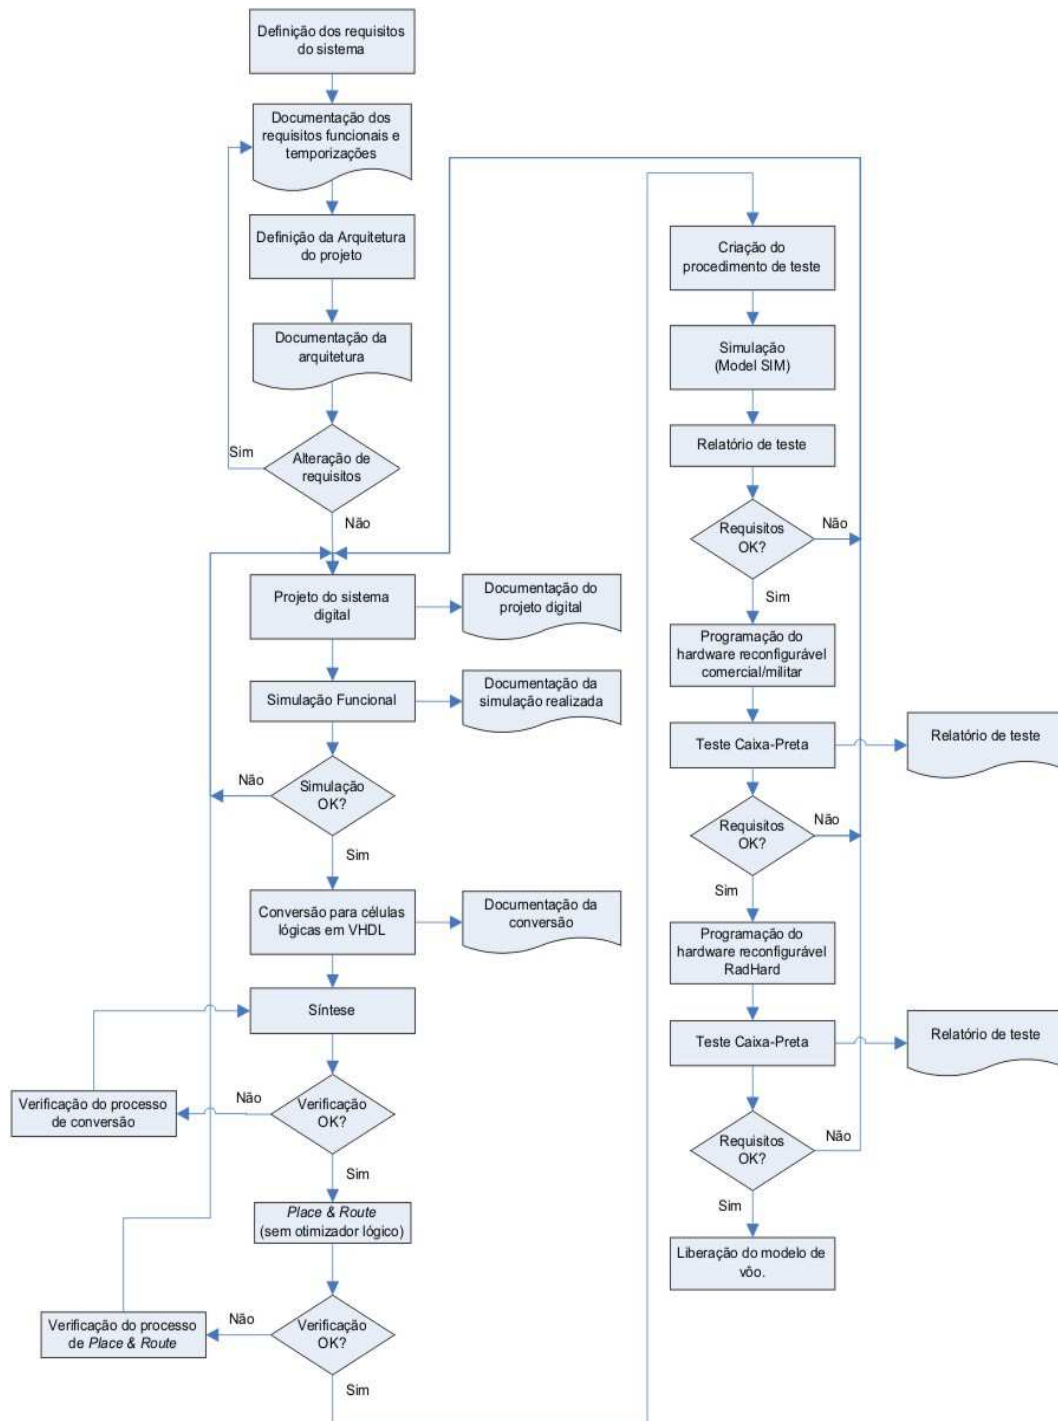 Definição dos requisitos
do sistema
Documentação dos
requisitos funcionais e
temporizações
Definição da Arquitetura
do projeto
Documentação da
arquitetura
Sim
Alteração de
requisitos
Não
Projeto do sistema
digital
Documentação do
projeto digital
Simulação Funcional
Documentação da
simulação realizada
Não
Simulação
OK?
Sim
Conversão para células
lógicas em VHDL
Documentação da
conversão
Síntese
Verificação do processo
de conversão
Não
Verificação
OK?
Sim
Place & Route
(sem otimizador lógico)
Verificação do processo
de Place & Route
Não
Verificação
OK?
Sim
Criação do
procedimento de teste
Simulação
(Model SIM)
Relatório de teste
Requisitos
OK?
Não
Sim
Programação do
hardware reconfigurável
comercial/militar
Teste Caixa-Preta
Relatório de teste
Requisitos
OK?
Não
Sim
Programação do
hardware reconfigurável
RadHard
Teste Caixa-Preta
Relatório de teste
Requisitos
OK?
Não
Sim
Liberação do modelo de
vôo.